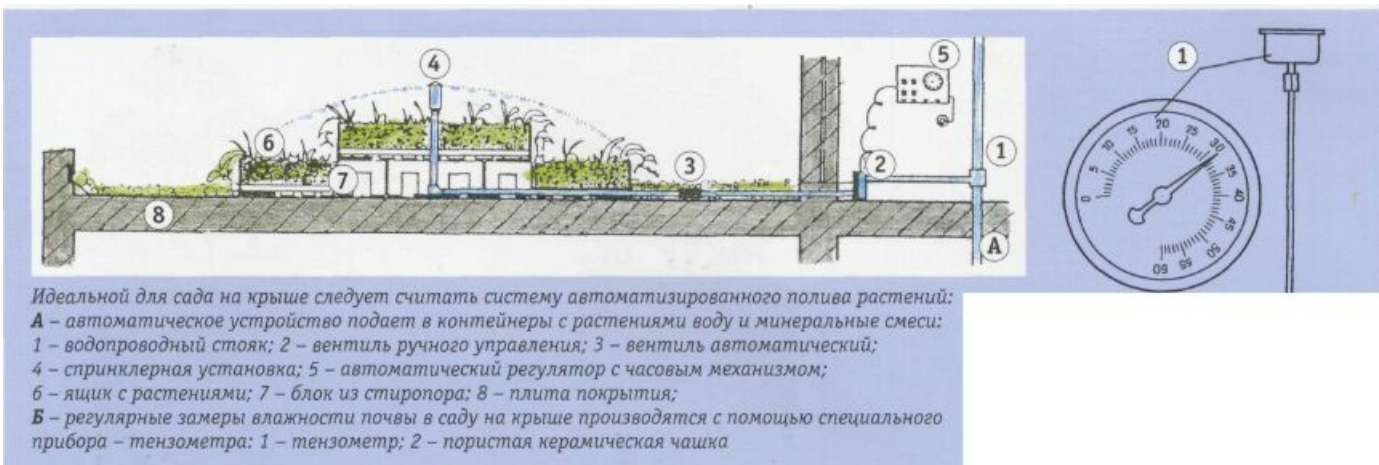 4
5
1
6
3
2
1
7
8
А
0
5
10
15
20
25
30
35
40
45
50
55
60
Идеальной для сада на крыше следует считать систему автоматизированного полива растений:
А – автоматическое устройство подает в контейнеры с растениями воду и минеральные смеси:
1 – водопроводный стояк; 2 – вентиль ручного управления; 3 – вентиль автоматический;
4 – спринклерная установка; 5 – автоматический регулятор с часовым механизмом;
6 – ящик с растениями; 7 – блок из стиропора; 8 – плита покрытия;
Б – регулярные замеры влажности почвы в саду на крыше производятся с помощью специального
прибора – тензометра: 1 – тензометр; 2 – пористая керамическая чашка